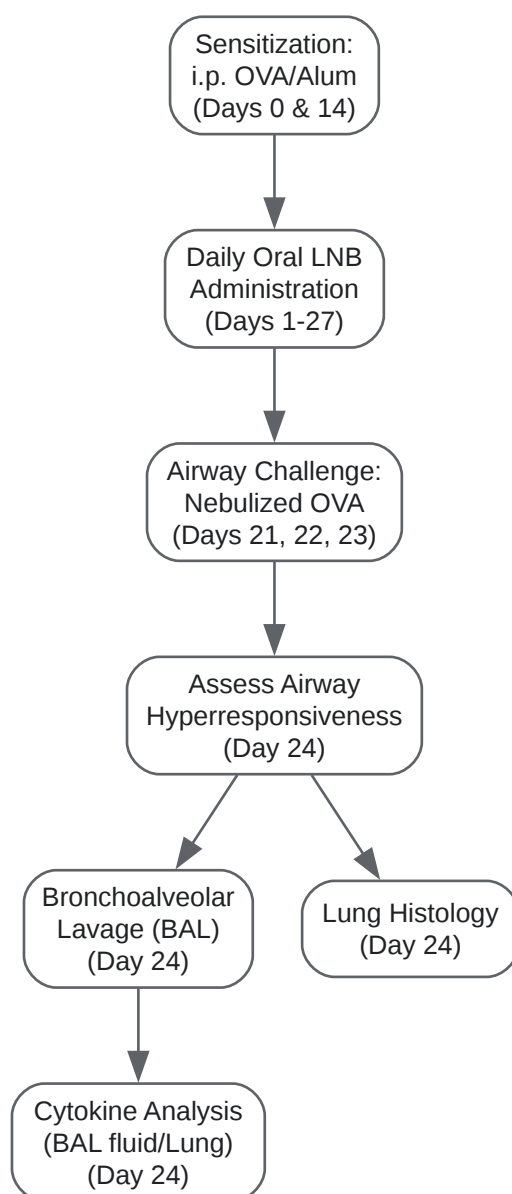 Sensitization:
i.p. OVA/Alum
(Days 0 & 14)
Daily Oral LNB
Administration
(Days 1-27)
Airway Challenge:
Nebulized OVA
(Days 21, 22, 23)
Assess Airway
Hyperresponsiveness
(Day 24)
Bronchoalveolar
Lavage (BAL)
(Day 24)
Lung Histology
(Day 24)
Cytokine Analysis
(BAL fluid/Lung)
(Day 24)